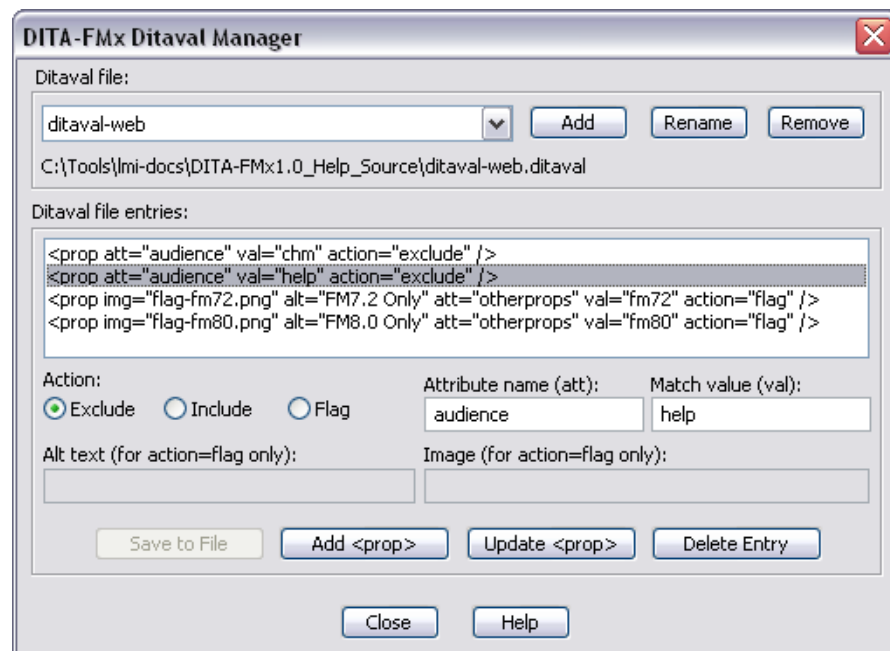 DITA-FMx Ditaval Manager
Ditaval file:
ditaval-web
Add
Rename
Remove
C:\Tools\lmi-docs\DITA-FMx1.0_Help_Source\ditaval-web.ditaval
Ditaval file entries:
<prop att="audience" val="chm" action="exclude" />
<prop att="audience" val="help" action="exclude" />
<prop img="flag-fm72.png" alt="FM7.2 Only" att="otherprops" val="fm72" action="flag" />
<prop img="flag-fm80.png" alt="FM8.0 Only" att="otherprops" val="fm80" action="flag" />
Action:
Exclude
Include
Flag
Attribute name (att):
Match value (val):
audience
help
Alt text (for action=flag only):
Image (for action=flag only):
Save to File
Add <prop>
Update <prop>
Delete Entry
Close
Help